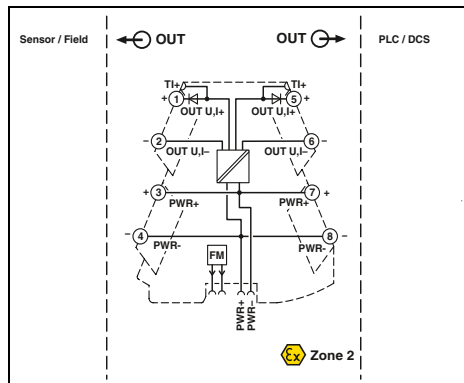 Sensor / Field
OUT
OUT
PLC / DCS
TI+
TI+
+ 1
5 +
OUT U,I+
OUT U,I+
– 2
6 –
OUT U,I–
OUT U,I–
+ 3
7 +
PWR+
PWR+
– 4
8 –
PWR-
PWR-
FM
PWR+
PWR–
Ex Zone 2